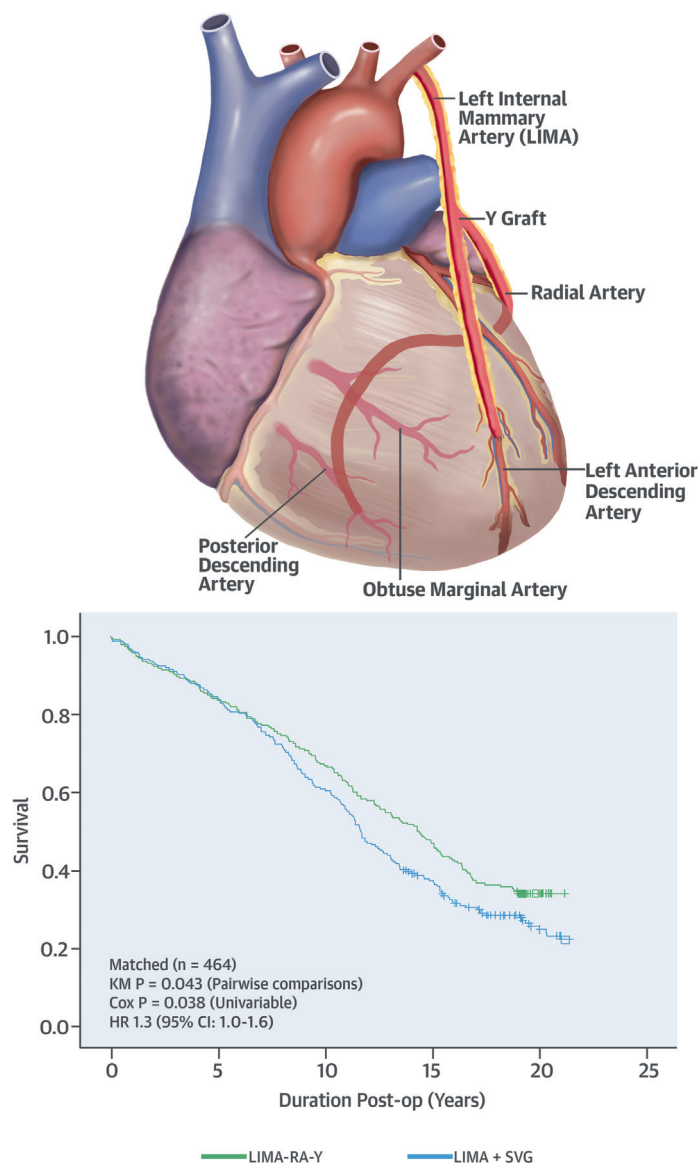 Left Internal
Mammary
Artery (LIMA)
Y Graft
Radial Artery
Left Anterior
Descending
Artery
Posterior
Descending
Artery
Obtuse Marginal Artery
1.0
0.8
0.6
0.4
0.2
0.0
Survival
Matched (n = 464)
KM P = 0.043 (Pairwise comparisons)
Cox P = 0.038 (Univariable)
HR 1.3 (95% CI: 1.0-1.6)
0 5 10 15 20 25
Duration Post-op (Years)
LIMA-RA-Y LIMA + SVG